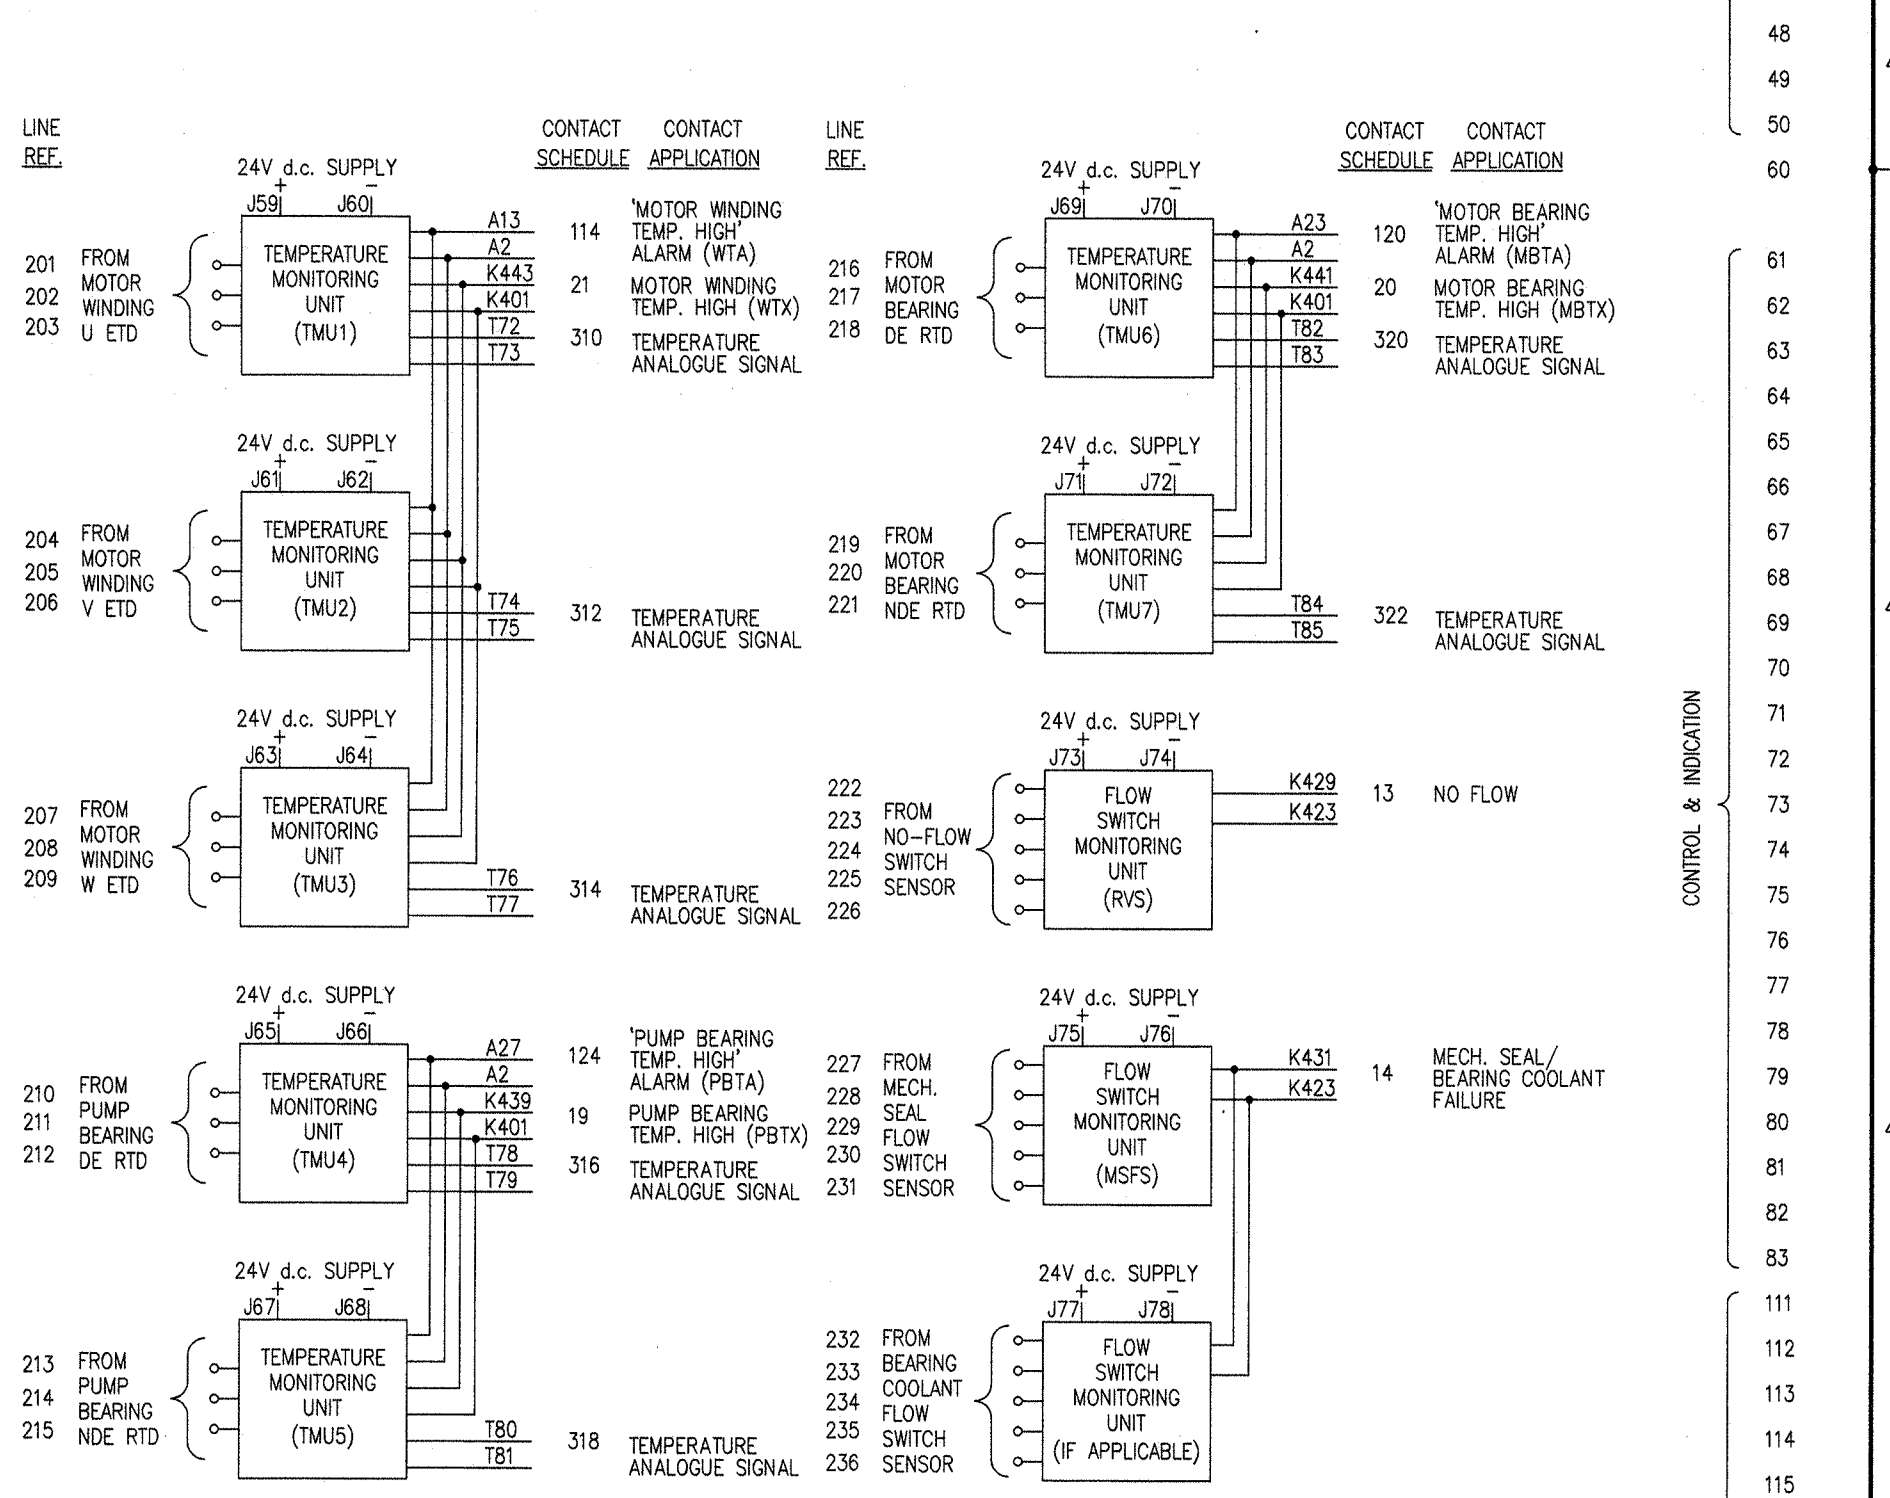 LINE
REF.
CONTACT
SCHEDULE
CONTACT
APPLICATION
24V d.c. SUPPLY
+ −
J59 J60
201
202
203
FROM
MOTOR
WINDING
U ETD
TEMPERATURE
MONITORING
UNIT
(TMU1)
A13
A2
K443
K401
T72
T73
114
'MOTOR WINDING
TEMP. HIGH'
ALARM (WTA)
21
MOTOR WINDING
TEMP. HIGH (WTX)
310
TEMPERATURE
ANALOGUE SIGNAL
24V d.c. SUPPLY
+ −
J61 J62
204
205
206
FROM
MOTOR
WINDING
V ETD
TEMPERATURE
MONITORING
UNIT
(TMU2)
T74
T75
312
TEMPERATURE
ANALOGUE SIGNAL
24V d.c. SUPPLY
+ −
J63 J64
207
208
209
FROM
MOTOR
WINDING
W ETD
TEMPERATURE
MONITORING
UNIT
(TMU3)
T76
T77
314
TEMPERATURE
ANALOGUE SIGNAL
24V d.c. SUPPLY
+ −
J65 J66
210
211
212
FROM
PUMP
BEARING
DE RTD
TEMPERATURE
MONITORING
UNIT
(TMU4)
A27
A2
K439
K401
T78
T79
124
'PUMP BEARING
TEMP. HIGH'
ALARM (PBTA)
19
PUMP BEARING
TEMP. HIGH (PBTX)
316
TEMPERATURE
ANALOGUE SIGNAL
24V d.c. SUPPLY
+ −
J67 J68
213
214
215
FROM
PUMP
BEARING
NDE RTD
TEMPERATURE
MONITORING
UNIT
(TMU5)
T80
T81
318
TEMPERATURE
ANALOGUE SIGNAL
LINE
REF.
CONTACT
SCHEDULE
CONTACT
APPLICATION
24V d.c. SUPPLY
+ −
J69 J70
216
217
218
FROM
MOTOR
BEARING
DE RTD
TEMPERATURE
MONITORING
UNIT
(TMU6)
A23
A2
K441
K401
T82
T83
120
'MOTOR BEARING
TEMP. HIGH'
ALARM (MBTA)
20
MOTOR BEARING
TEMP. HIGH (MBTX)
320
TEMPERATURE
ANALOGUE SIGNAL
24V d.c. SUPPLY
+ −
J71 J72
219
220
221
FROM
MOTOR
BEARING
NDE RTD
TEMPERATURE
MONITORING
UNIT
(TMU7)
T84
T85
322
TEMPERATURE
ANALOGUE SIGNAL
24V d.c. SUPPLY
+ −
J73 J74
222
223
224
225
226
FROM
NO-FLOW
SWITCH
SENSOR
FLOW
SWITCH
MONITORING
UNIT
(RVS)
K429
K423
13
NO FLOW
24V d.c. SUPPLY
+ −
J75 J76
227
228
229
230
231
FROM
MECH.
SEAL
FLOW
SWITCH
SENSOR
FLOW
SWITCH
MONITORING
UNIT
(MSFS)
K431
K423
14
MECH. SEAL/
BEARING COOLANT
FAILURE
24V d.c. SUPPLY
+ −
J77 J78
232
233
234
235
236
FROM
BEARING
COOLANT
FLOW
SWITCH
SENSOR
FLOW
SWITCH
MONITORING
UNIT
(IF APPLICABLE)
CONTROL & INDICATION
48
49
50
60
61
62
63
64
65
66
67
68
69
70
71
72
73
74
75
76
77
78
79
80
81
82
83
111
112
113
114
115